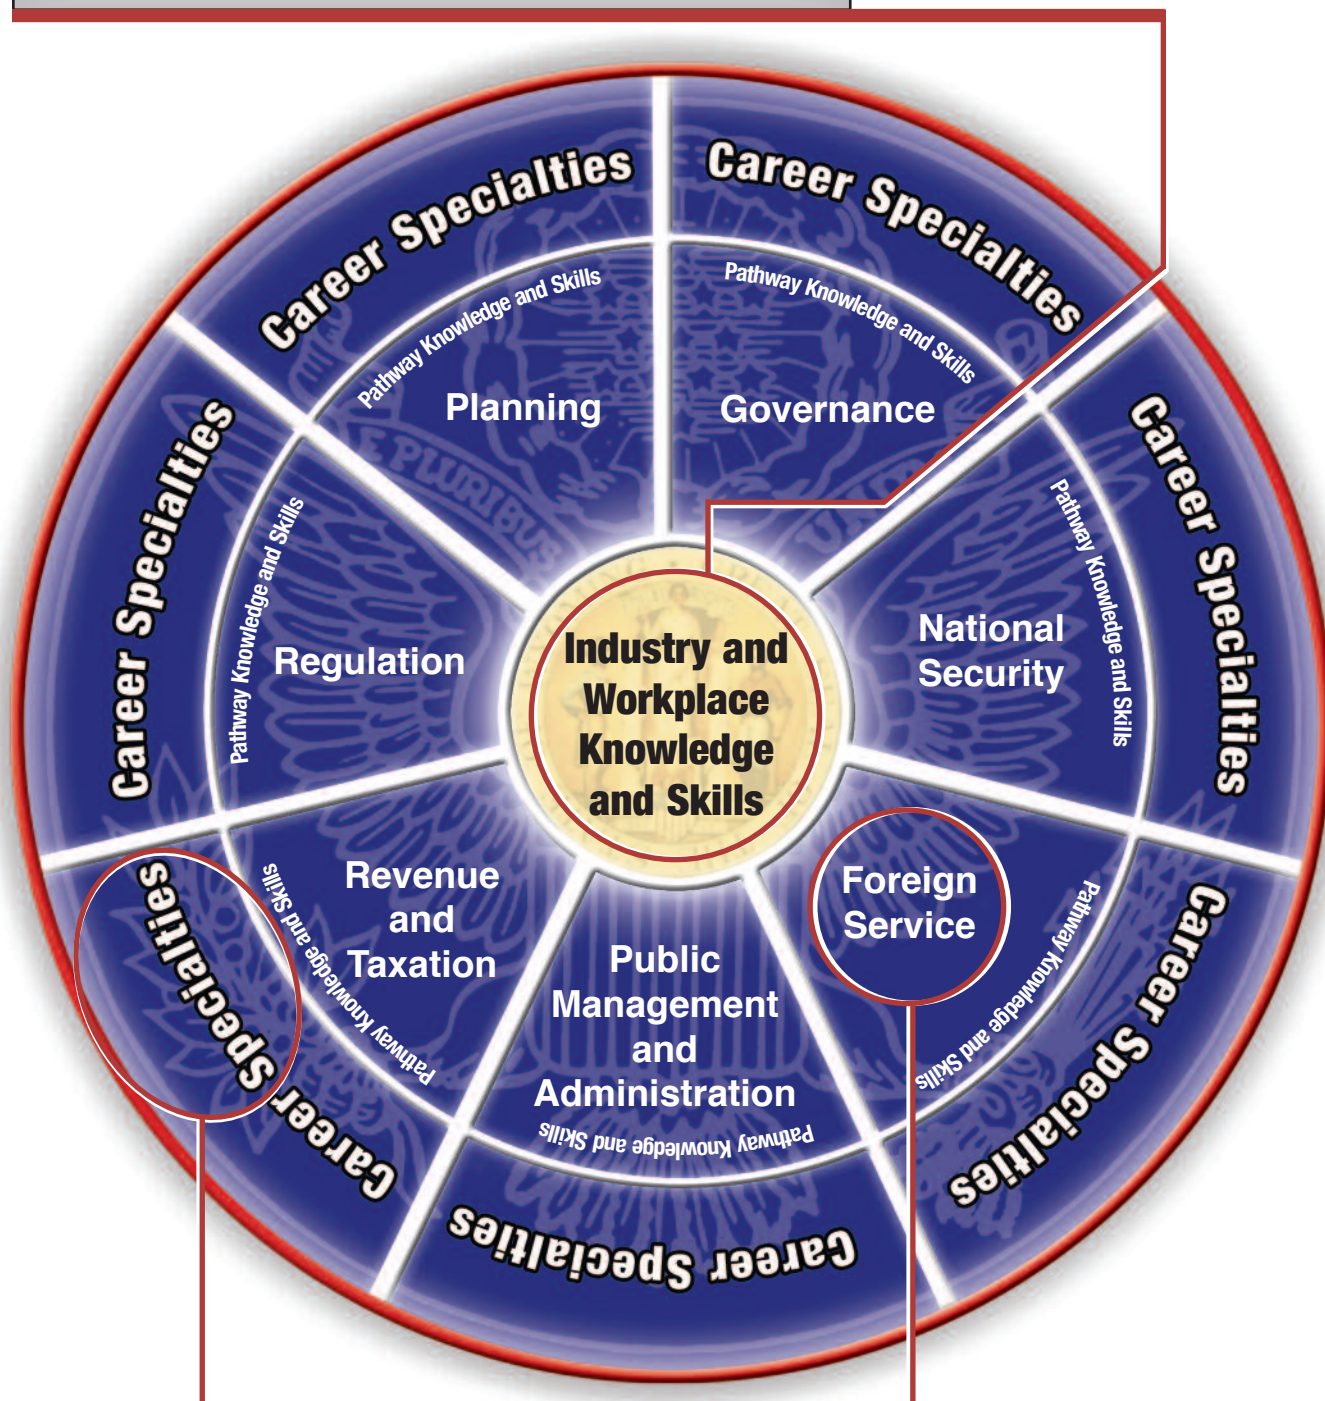 Career Specialties
Career Specialties
Pathway Knowledge and Skills
Pathway Knowledge and Skills
Planning
Governance
E PLURIBUS
UNUM
Career Specialties
Career Specialties
Pathway Knowledge and Skills
Pathway Knowledge and Skills
Regulation
National
Security
Industry and
Workplace
Knowledge
and Skills
Career Specialties
Pathway Knowledge and Skills
Revenue
and
Taxation
Foreign
Service
Pathway Knowledge and Skills
Career Specialties
Public
Management
and
Administration
Pathway Knowledge and Skills
Career Specialties